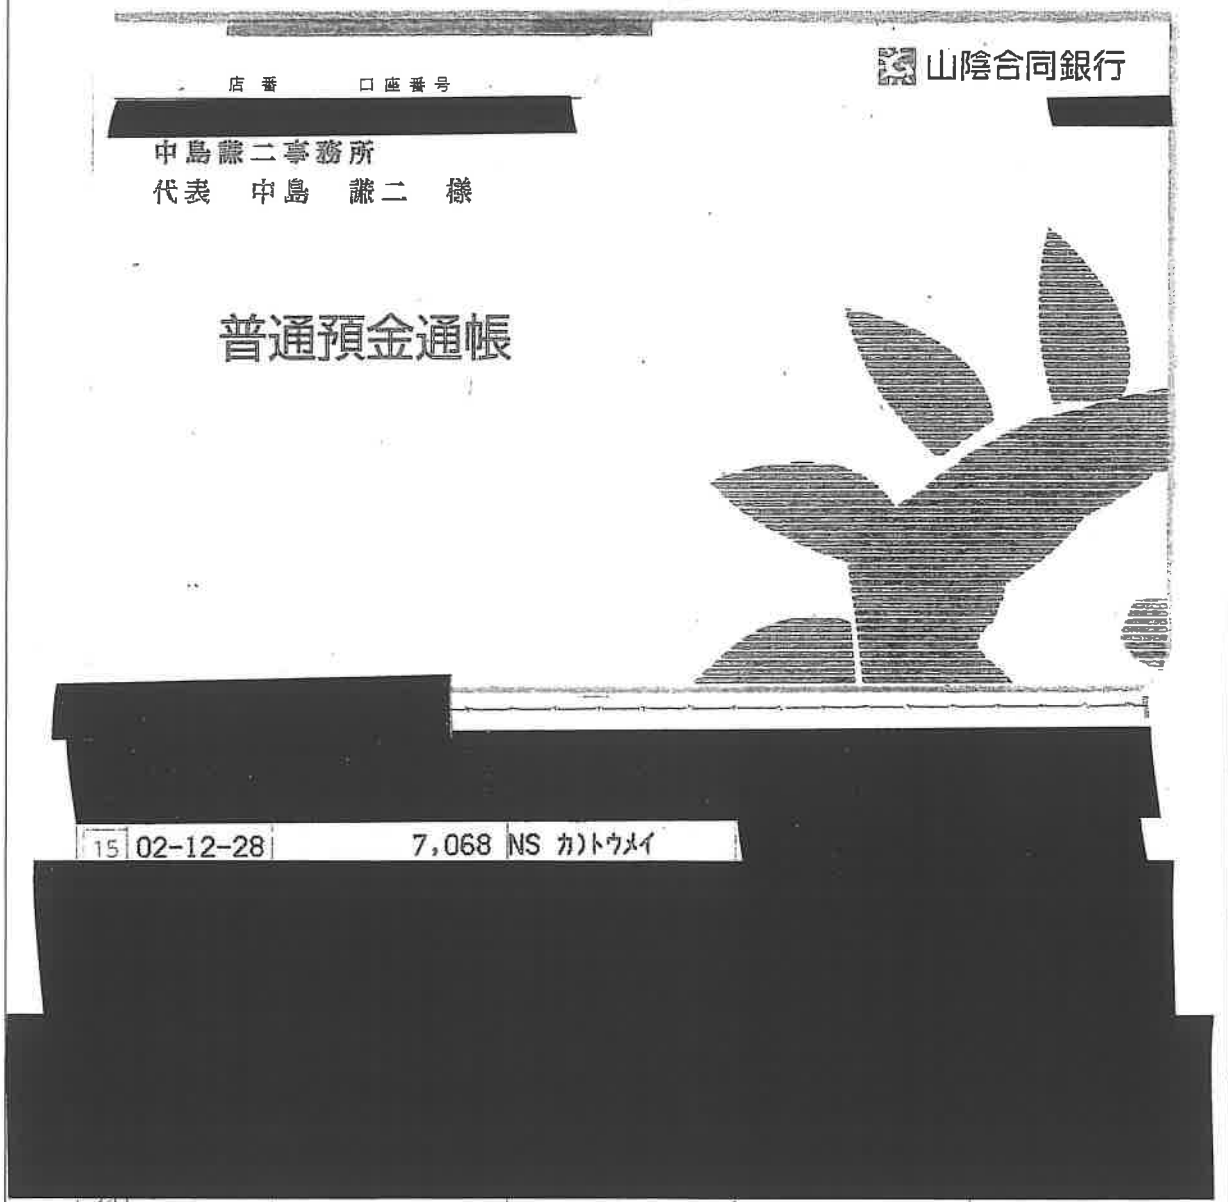 山陰合同銀行
店番 口座番号
中島謙二事務所
代表 中島 謙二 様
普通預金通帳
15 02-12-28 7,068 NS カ)トウメイ